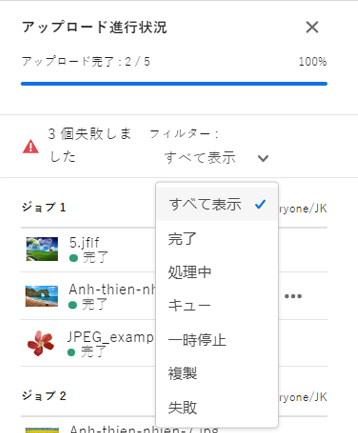 アップロード進行状況
アップロード完了 : 2 / 5 100%
3 個失敗しま
した
フィルター :
すべて表示
すべて表示
完了
処理中
キュー
一時停止
複製
失敗
ジョブ 1 ryone/JK
5.jfif
完了
Anh-thien-nh
完了
JPEG_examp
完了
ジョブ 2 ryone/JK
Anh-thien-nhien-7.jpg